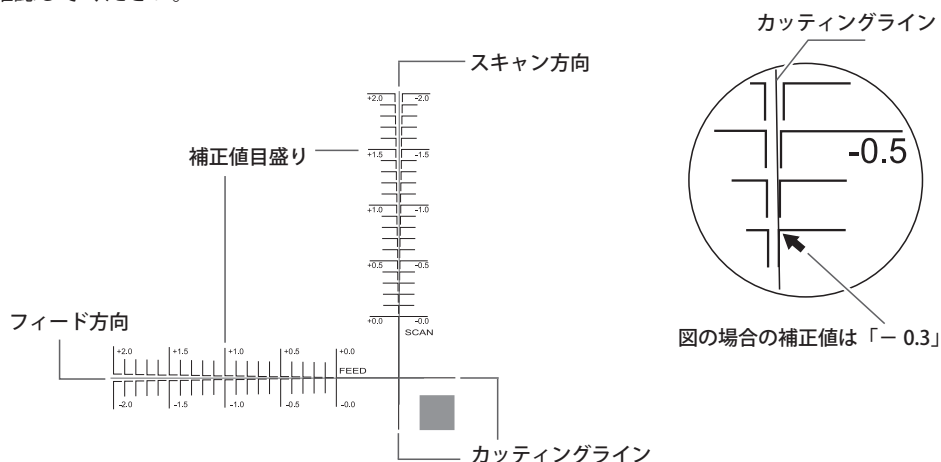 カッティングライン
スキャン方向
+2.0 -2.0
補正値目盛り
+1.5 -1.5
-0.5
+1.0 -1.0
+0.5 -0.5
フィード方向
+0.0 -0.0
SCAN
図の場合の補正値は「− 0.3」
+2.0 +1.5 +1.0 +0.5 +0.0
FEED
-2.0 -1.5 -1.0 -0.5 -0.0
カッティングライン